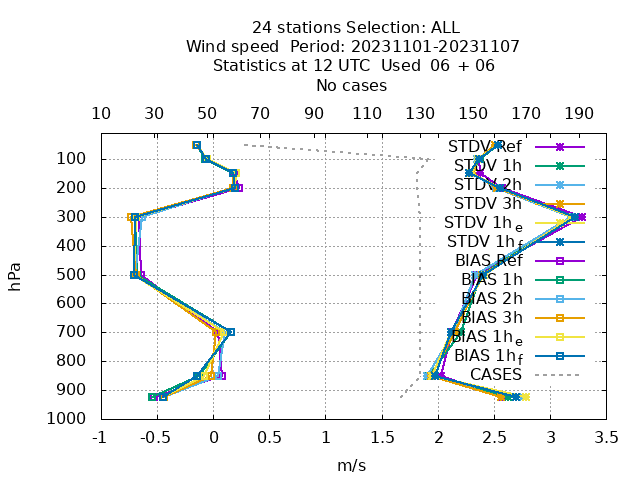 24 stations Selection: ALL
Wind speed  Period: 20231101-20231107
Statistics at 12 UTC  Used  06 + 06
No cases
10 30 50 70 90 110 130 150 170 190
STDV Ref
100
STDV 1h
200
STDV 2h
STDV 3h
300
STDV 1h e
400
STDV 1h f
BIAS Ref
hPa
500
BIAS 1h
600
BIAS 2h
BIAS 3h
700
BIAS 1h e
800
BIAS 1h f
CASES
900
1000
-1 -0.5 0 0.5 1 1.5 2 2.5 3 3.5
m/s